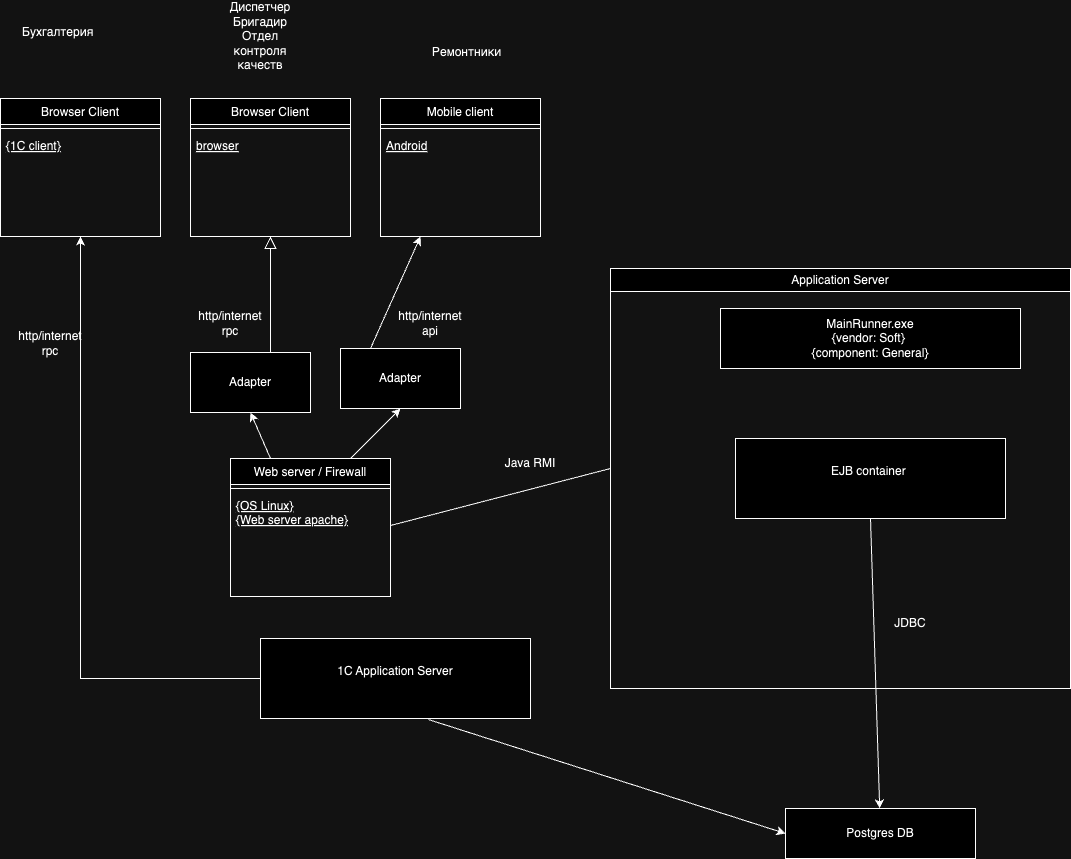 Бухгалтерия
Диспетчер
Бригадир
Отдел
контроля
качеств
Ремонтники
Browser Client
{1C client}
Browser Client
browser
Mobile client
Android
http/internet
rpc
http/internet
rpc
http/internet
api
Adapter
Adapter
Web server / Firewall
{OS Linux}
{Web server apache}
Java RMI
Application Server
MainRunner.exe
{vendor: Soft}
{component: General}
EJB container
JDBC
1C Application Server
Postgres DB